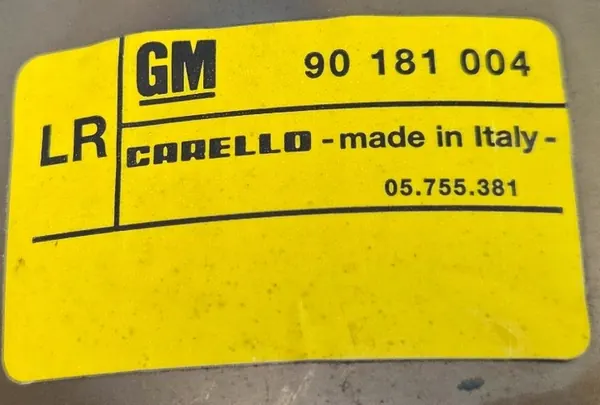 GM 90 181 004
LR CARELLO - made in Italy -
05.755.381